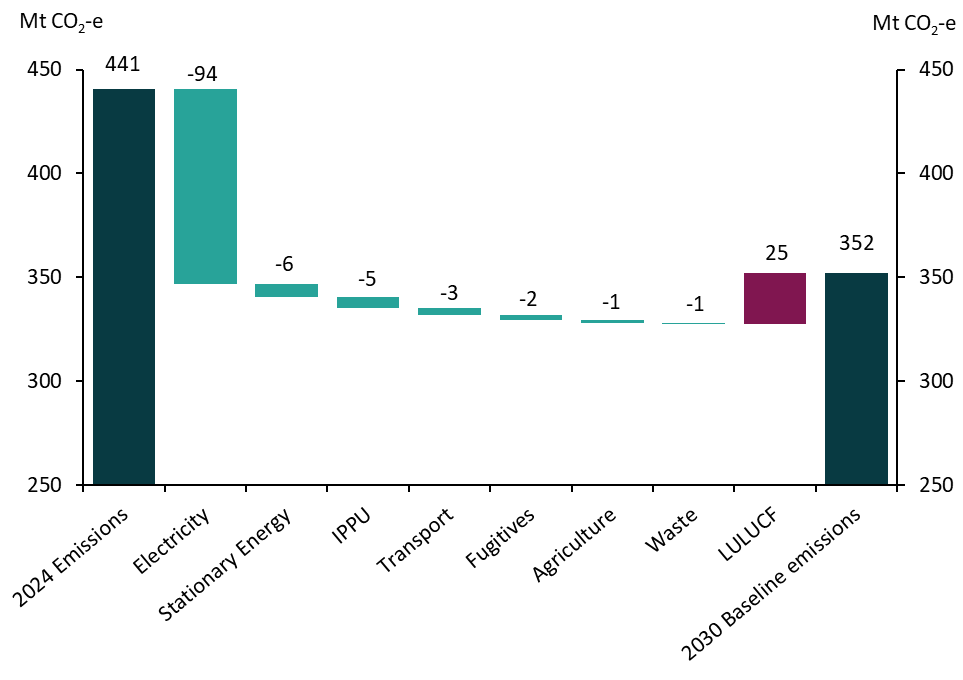 Mt CO₂-e
Mt CO₂-e
450
400
350
300
250
441
-94
-6
-5
-3
-2
-1
-1
25
352
450
400
350
300
250
2024 Emissions
Electricity
Stationary Energy
IPPU
Transport
Fugitives
Agriculture
Waste
LULUCF
2030 Baseline emissions